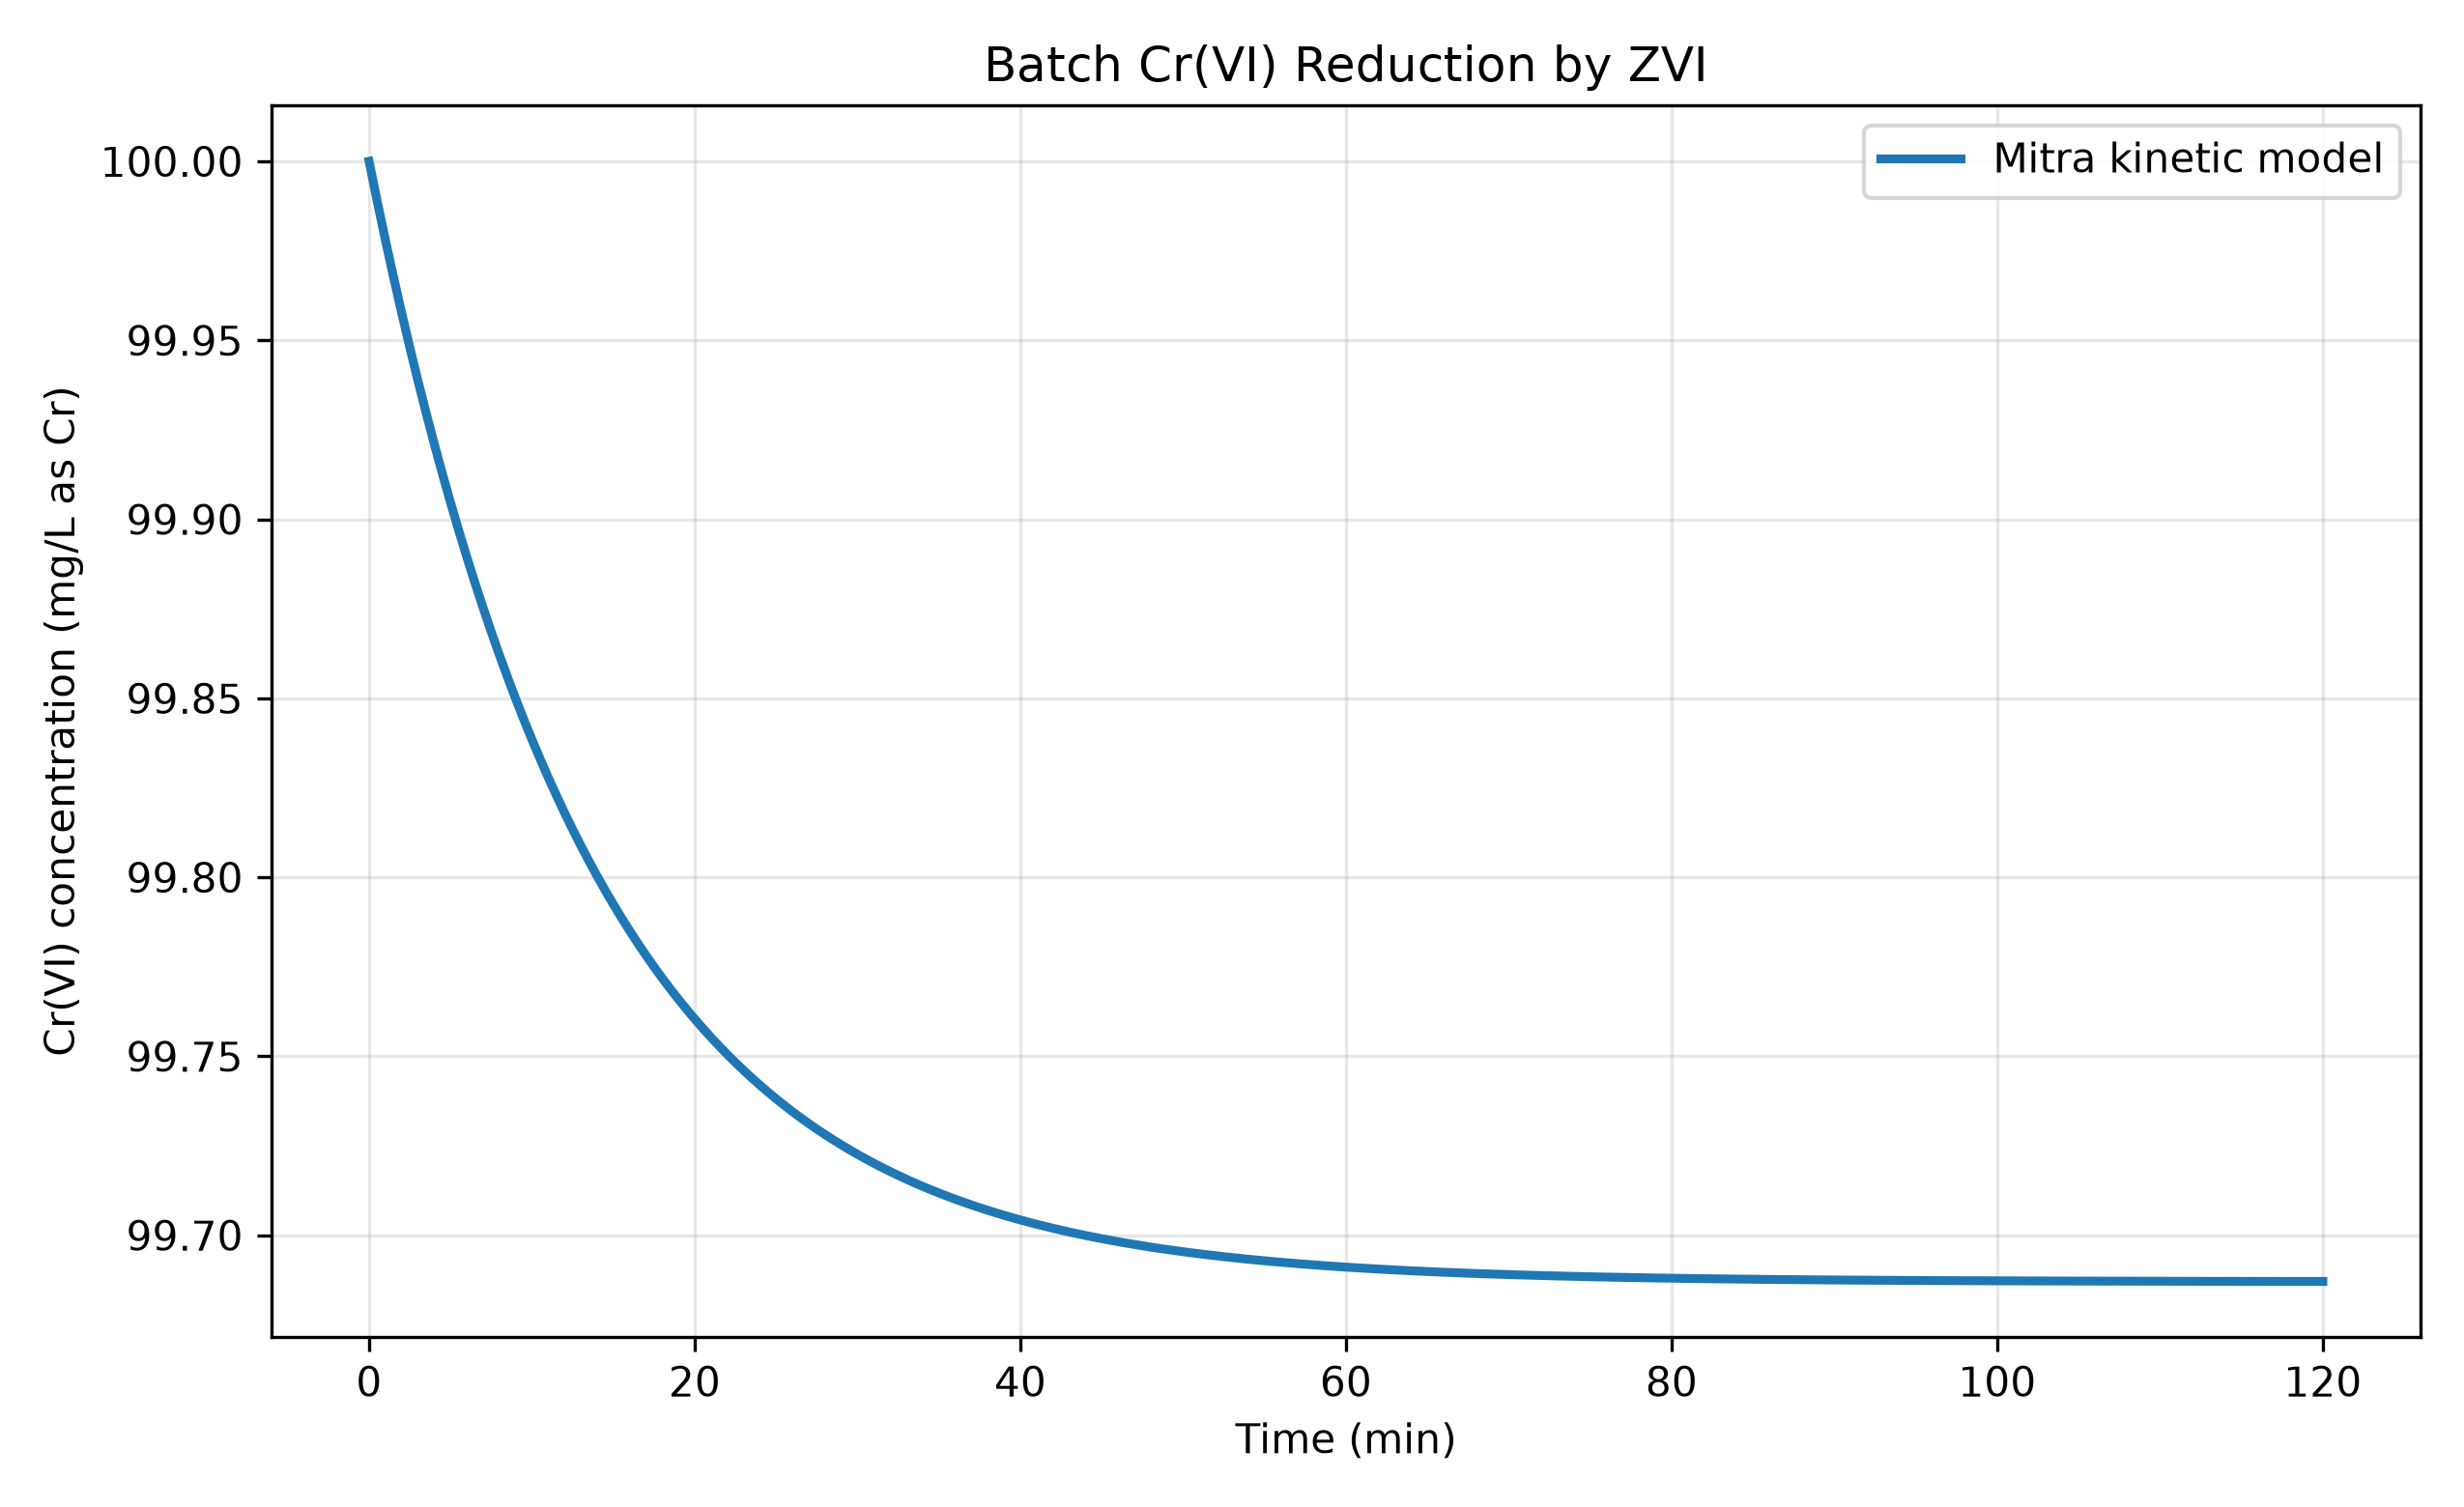 Batch Cr(VI) Reduction by ZVI
Mitra kinetic model
Cr(VI) concentration (mg/L as Cr)
100.00
99.95
99.90
99.85
99.80
99.75
99.70
0 20 40 60 80 100 120
Time (min)